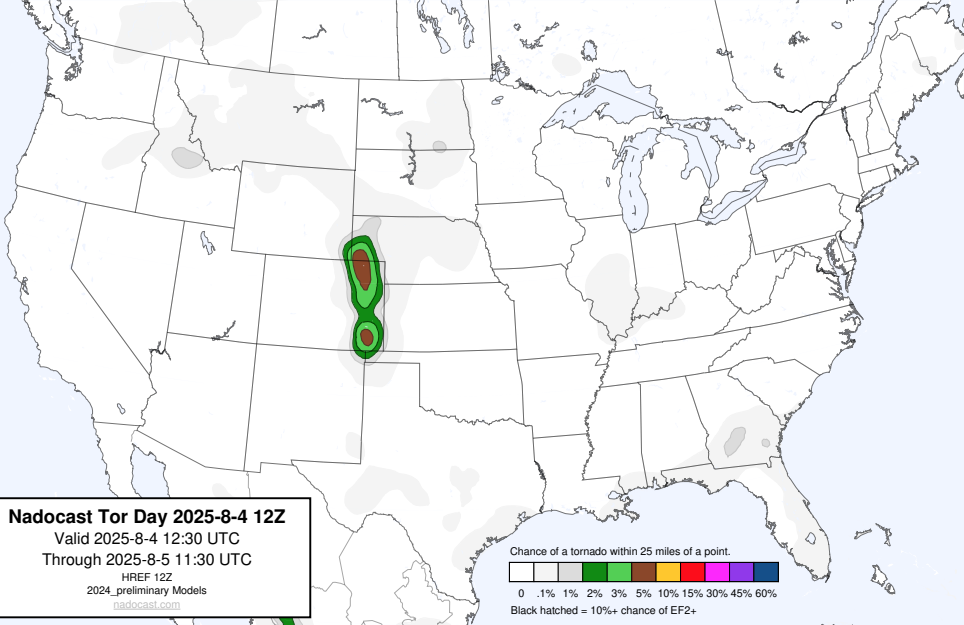 Nadocast Tor Day 2025-8-4 12Z
Valid 2025-8-4 12:30 UTC
Through 2025-8-5 11:30 UTC
HREF 12Z
2024_preliminary Models
nadocast.com
Chance of a tornado within 25 miles of a point.
0 .1% 1% 2% 3% 5% 10% 15% 30% 45% 60%
Black hatched = 10%+ chance of EF2+